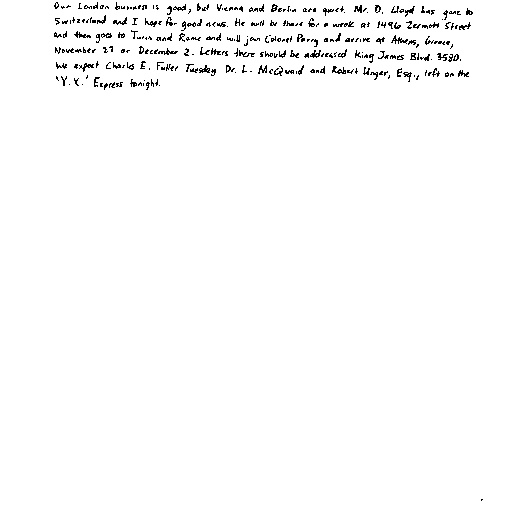 Our London business is good, but Vienna and Berlin are quiet. Mr. D. Lloyd has gone to
Switzerland and I hope for good news. He will be there for a week at 1496 Zermott Street
and then goes to Turin and Rome and will join Colonel Parry and arrive at Athens, Greece,
November 27 or December 2. Letters there should be addressed King James Blvd. 3580.
We expect Charles E. Fuller Tuesday. Dr. L. McQuaid and Robert Unger, Esq., left on the
"Y.X." Express tonight.